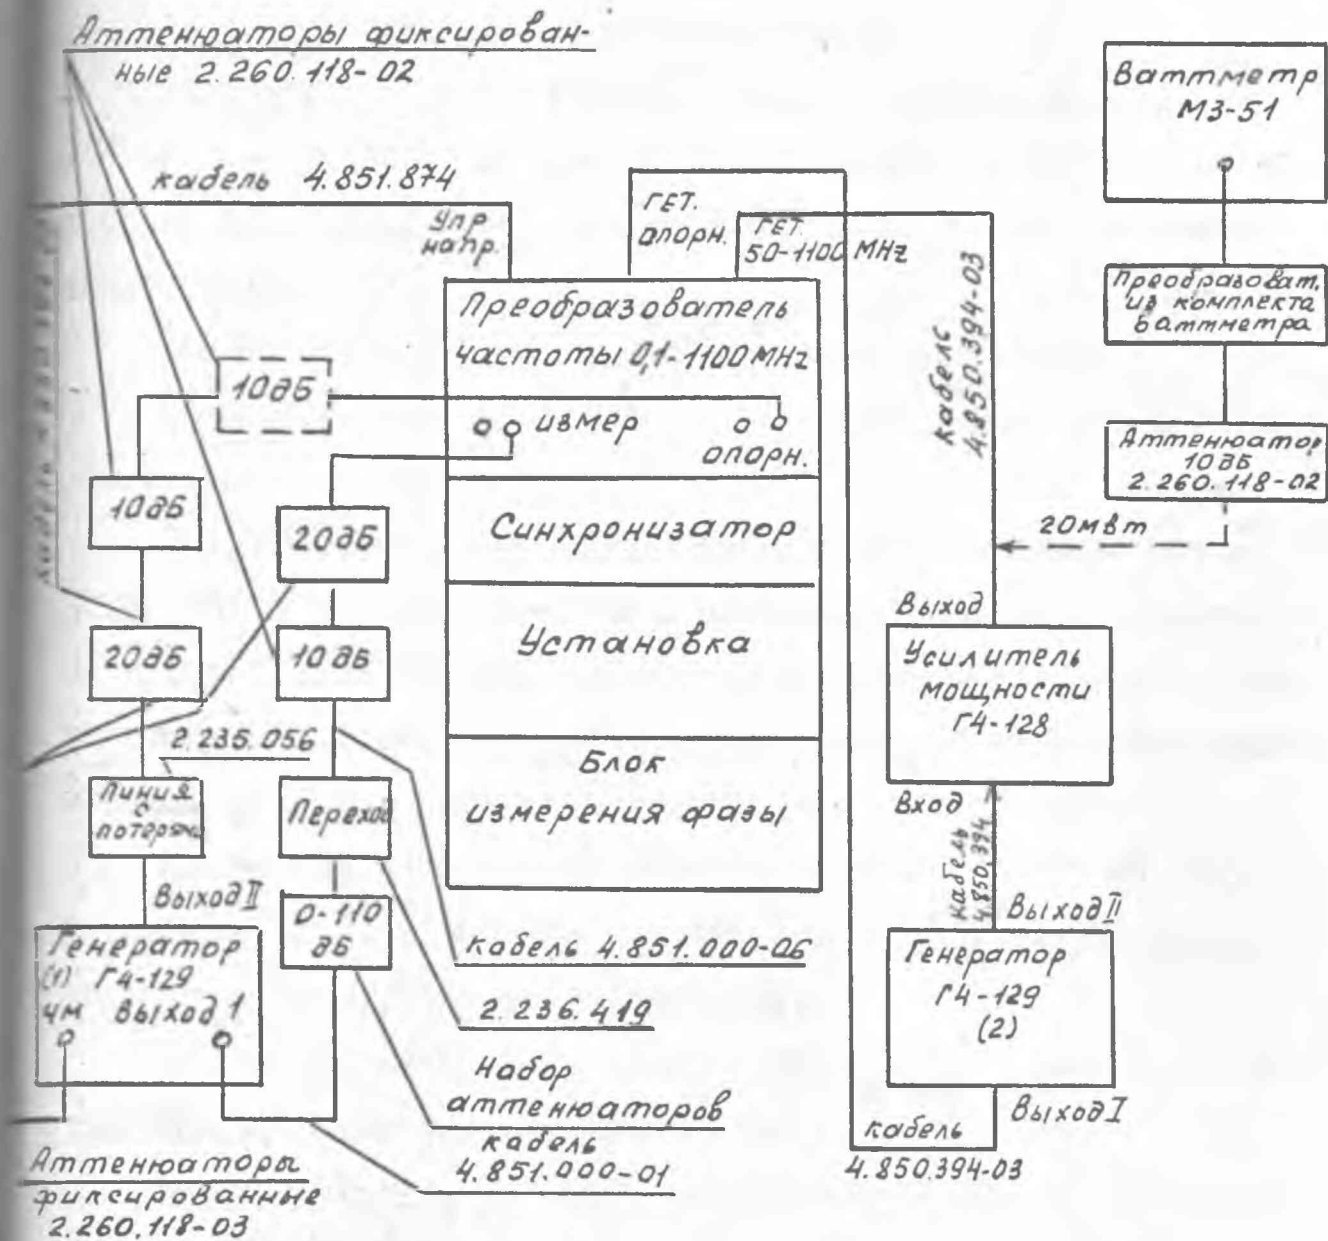 Аттенюаторы фиксирован-
ные 2.260.118-02
кабель 4.851.874
Упр
напр.
ГЕТ.
опорн.
ГЕТ.
50-1100 MHz
Ваттметр
М3-51
Преобразоват.
из комплекта
ваттметра
Аттенюатор
10 дБ
2.260.118-02
20мвт
кабелс
4.850.394-03
Преобразователь
частоты 0,1-1100 MHz
измер
опорн.
Синхронизатор
Установка
Блок
измерения фазы
10дБ
10дБ
20дБ
20дБ
10дБ
2.235.056
Линия
с
потерями
Переход
Выход II
0-110
дБ
Генератор
(1) Г4-129
чм выход 1
кабель 4.851.000-06
2.236.419
Набор
аттенюаторов
кабель
4.851.000-01
Аттенюаторы
фиксированные
2.260.118-03
Выход
Усилитель
мощности
Г4-128
Вход
кабель
4.850.394
Выход II
Генератор
Г4-129
(2)
Выход I
кабель
4.850.394-03